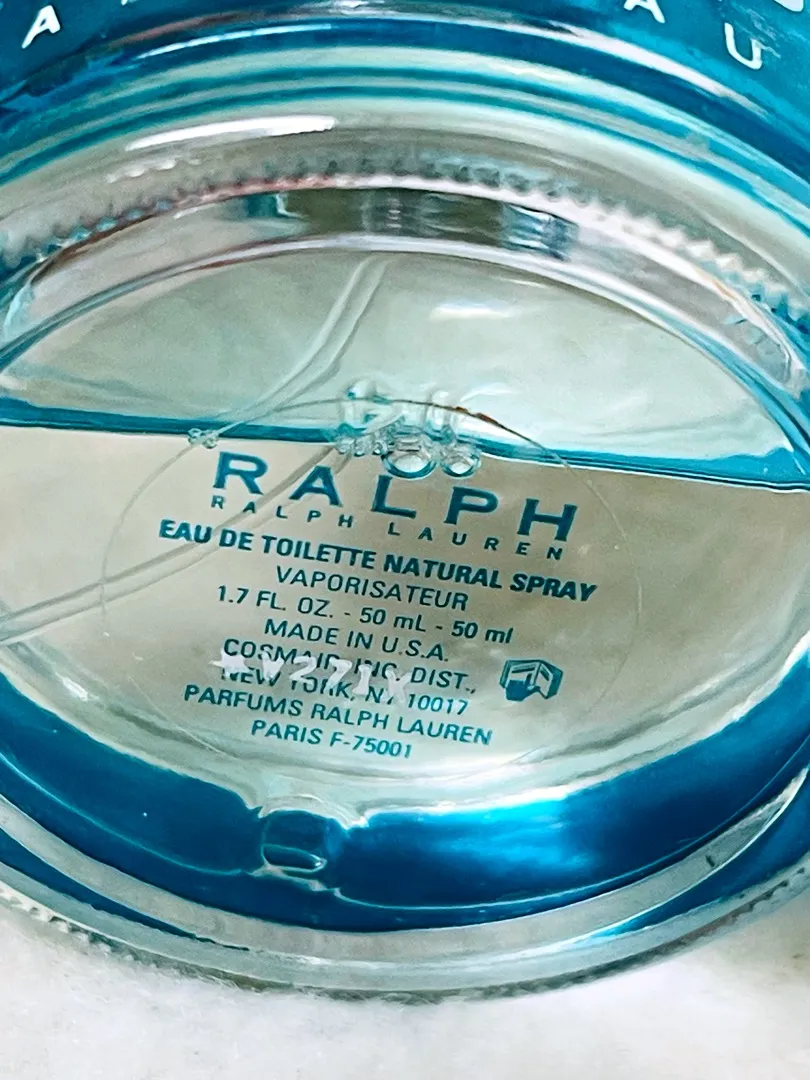 RALPH
RALPH LAUREN
EAU DE TOILETTE NATURAL SPRAY
VAPORISATEUR
1.7 FL. OZ. - 50 mL - 50 ml
MADE IN U.S.A.
COSMAIR, INC. DIST.,
NEW YORK, NY 10017
PARFUMS RALPH LAUREN
PARIS F-75001